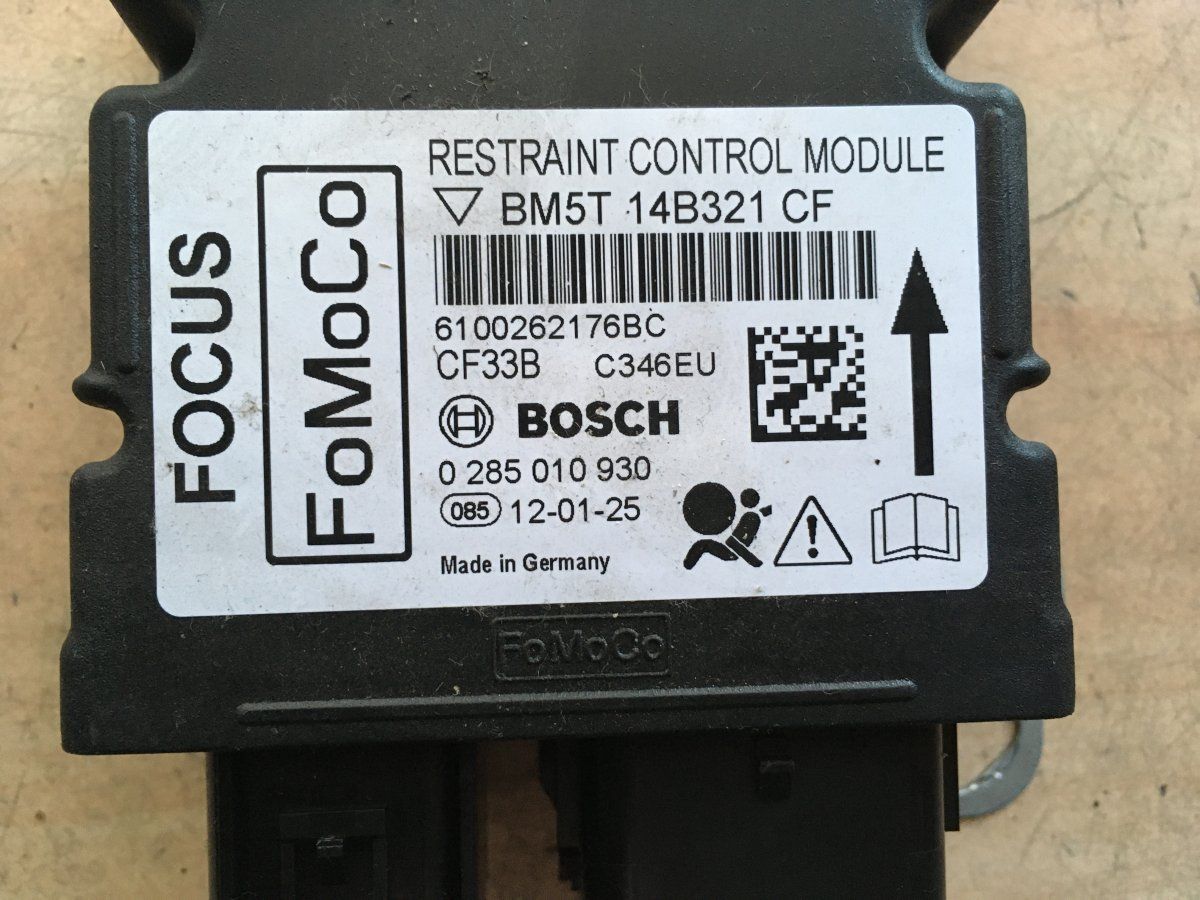 RESTRAINT CONTROL MODULE
BM5T 14B321 CF
6100262176BC
CF33B C346EU
BOSCH
0 285 010 930
085 12-01-25
Made in Germany
FOCUS
FoMoCo
FoMoCo